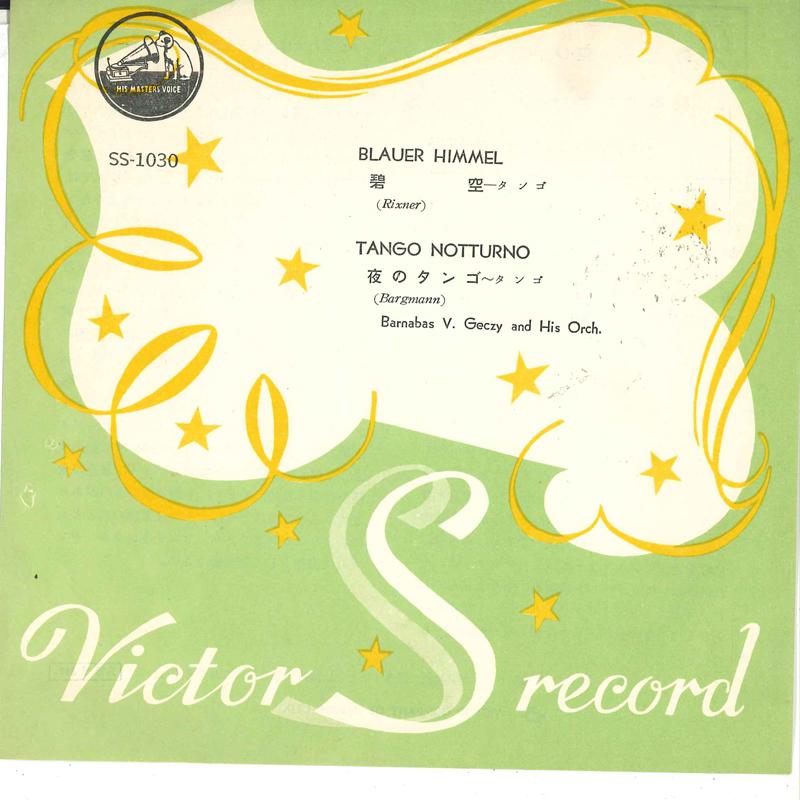 HIS MASTERS VOICE
SS-1030
BLAUER HIMMEL
碧 空—タンゴ
(Rixner)
TANGO NOTTURNO
夜のタンゴ〜タンゴ
(Bargmann)
Barnabas V. Geczy and His Orch.
Victor S record